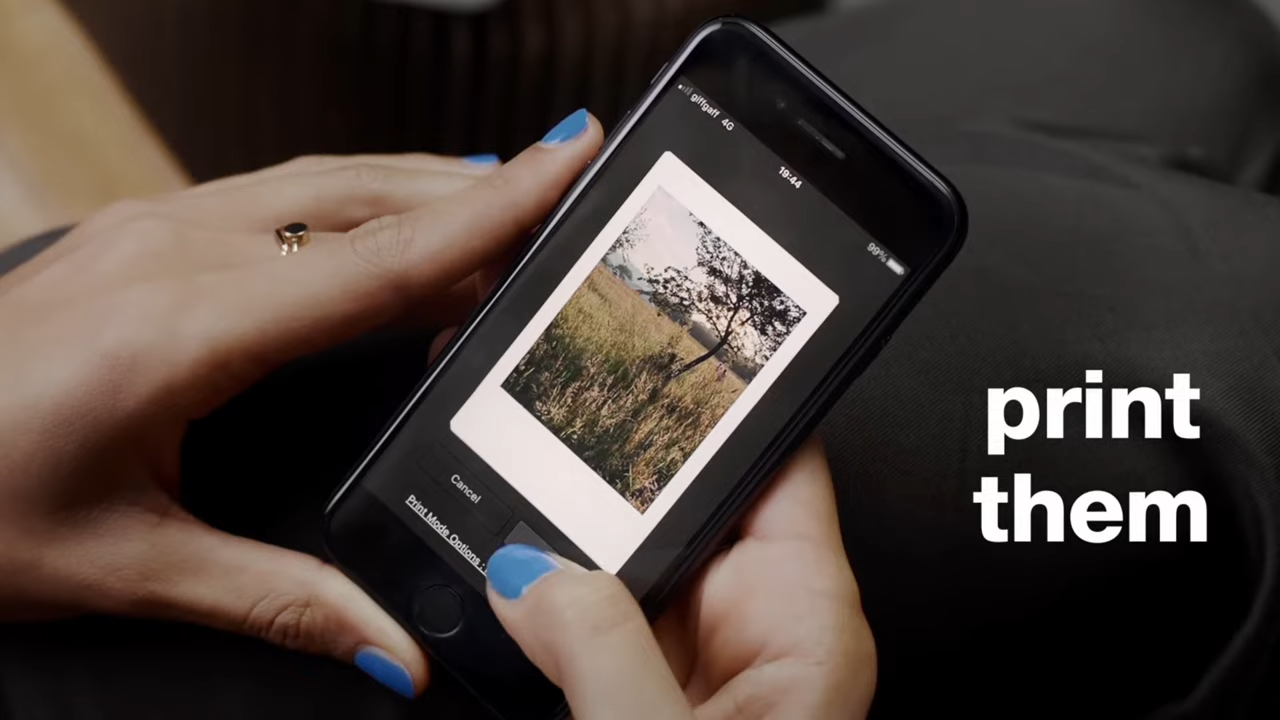 giffgaff 4G
19:44
99%
Cancel
Print Mode Options :
print
them